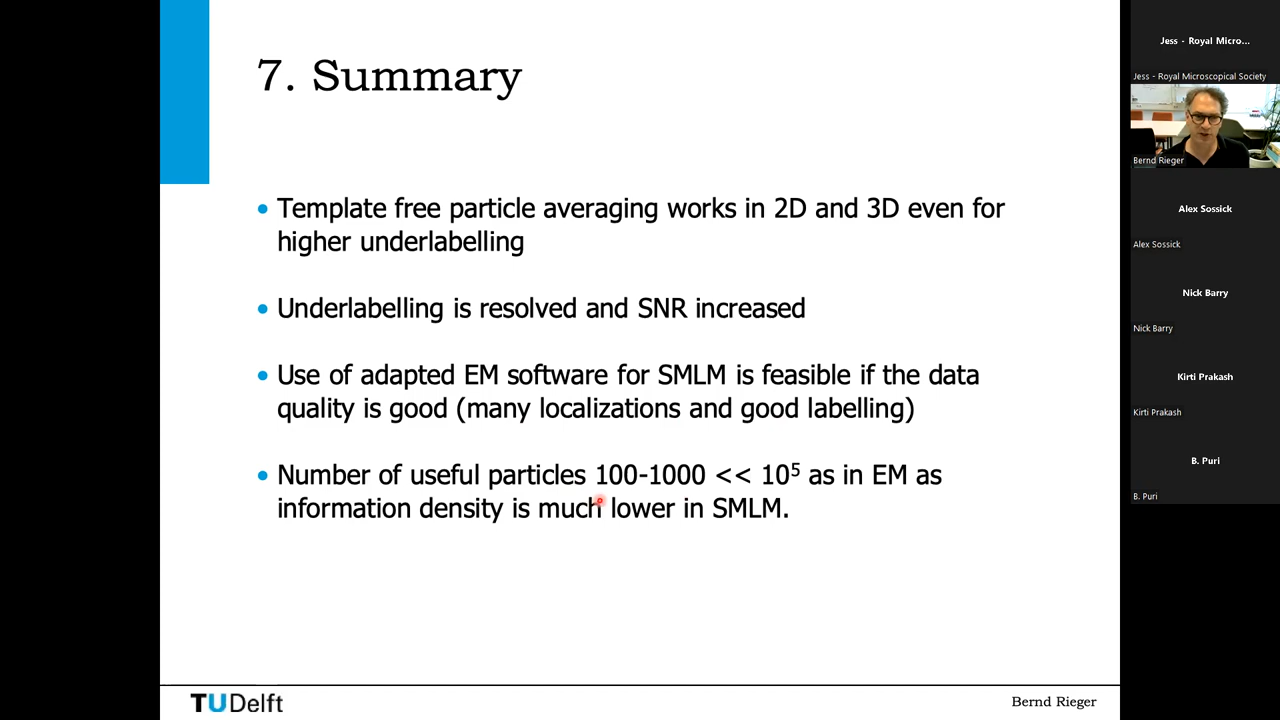 7. Summary
• Template free particle averaging works in 2D and 3D even for
higher underlabelling
• Underlabelling is resolved and SNR increased
• Use of adapted EM software for SMLM is feasible if the data
quality is good (many localizations and good labelling)
• Number of useful particles 100-1000 << 10⁵ as in EM as
information density is much lower in SMLM.
TUDelft
Bernd Rieger
Jess - Royal Micro...
Jess - Royal Microscopical Society
Bernd Rieger
Alex Sossick
Alex Sossick
Nick Barry
Nick Barry
Kirti Prakash
Kirti Prakash
B. Puri
B. Puri